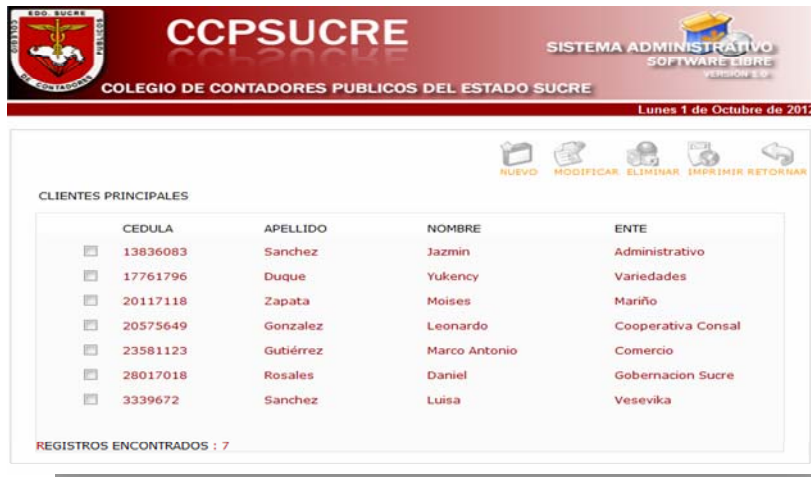 EDO. SUCRE
COLEGIO
PUBLICOS
DE CONTADORES
CCPSUCRE
SISTEMA ADMINISTRATIVO
SOFTWARE LIBRE
VERSION 1.0
COLEGIO DE CONTADORES PUBLICOS DEL ESTADO SUCRE
Lunes 1 de Octubre de 2012
NUEVO MODIFICAR ELIMINAR IMPRIMIR RETORNAR
CLIENTES PRINCIPALES
CEDULA APELLIDO NOMBRE ENTE
13836083 Sanchez Jazmin Administrativo
17761796 Duque Yukency Variedades
20117118 Zapata Moises Mariño
20575649 Gonzalez Leonardo Cooperativa Consal
23581123 Gutiérrez Marco Antonio Comercio
28017018 Rosales Daniel Gobernacion Sucre
3339672 Sanchez Luisa Vesevika
REGISTROS ENCONTRADOS : 7